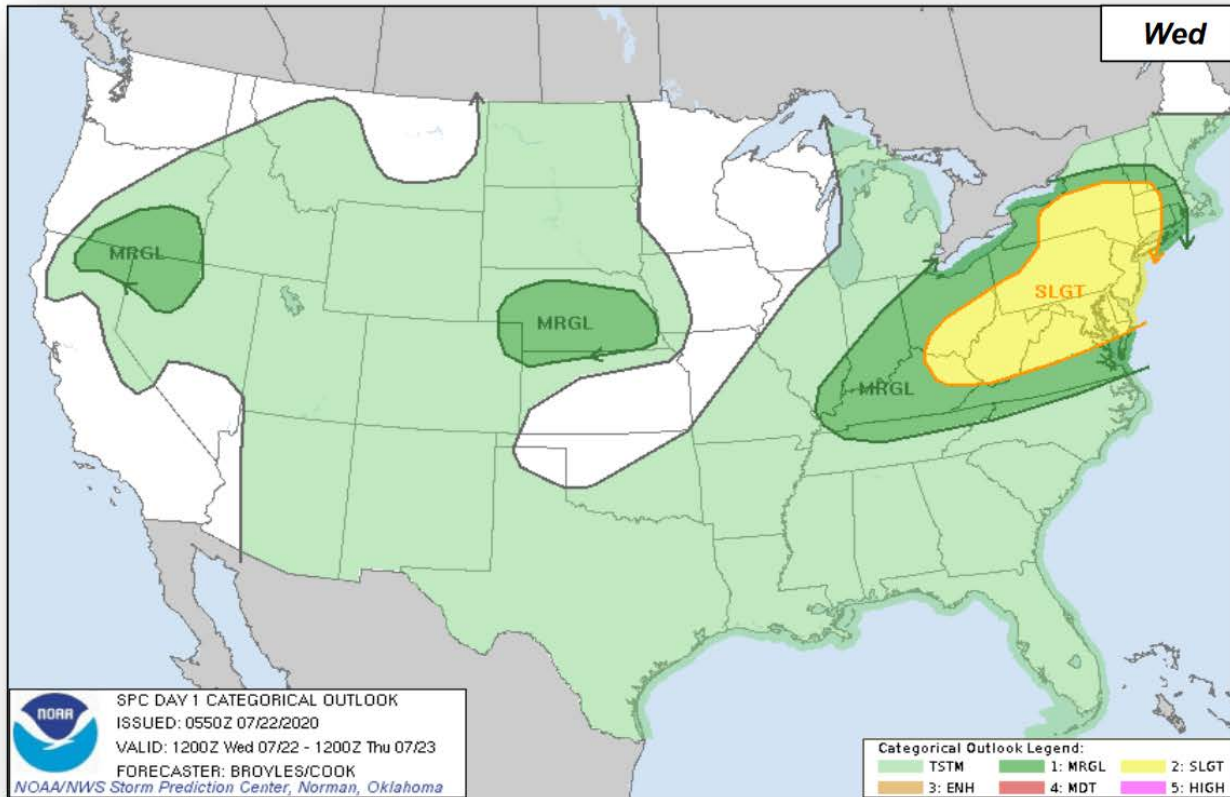 Wed
MRGL
MRGL
SLGT
MRGL
NOAA
SPC DAY 1 CATEGORICAL OUTLOOK
ISSUED: 0550Z 07/22/2020
VALID: 1200Z Wed 07/22 - 1200Z Thu 07/23
FORECASTER: BROYLES/COOK
NOAA/NWS Storm Prediction Center, Norman, Oklahoma
Categorical Outlook Legend:
TSTM 1: MRGL 2: SLGT
3: ENH 4: MDT 5: HIGH